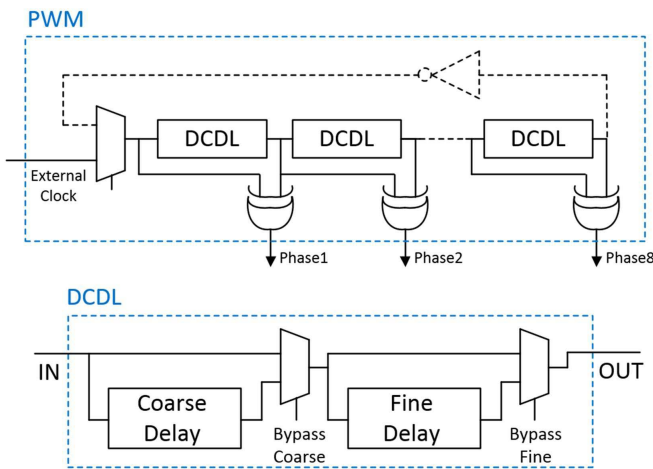 PWM
DCDL DCDL DCDL
External
Clock
Phase1 Phase2 Phase8
DCDL
IN OUT
Coarse
Delay
Bypass
Coarse
Fine
Delay
Bypass
Fine